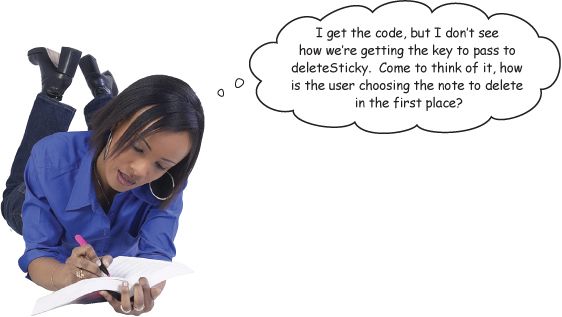 I get the code, but I don't see
how we're getting the key to pass to
deleteSticky. Come to think of it, how
is the user choosing the note to delete
in the first place?